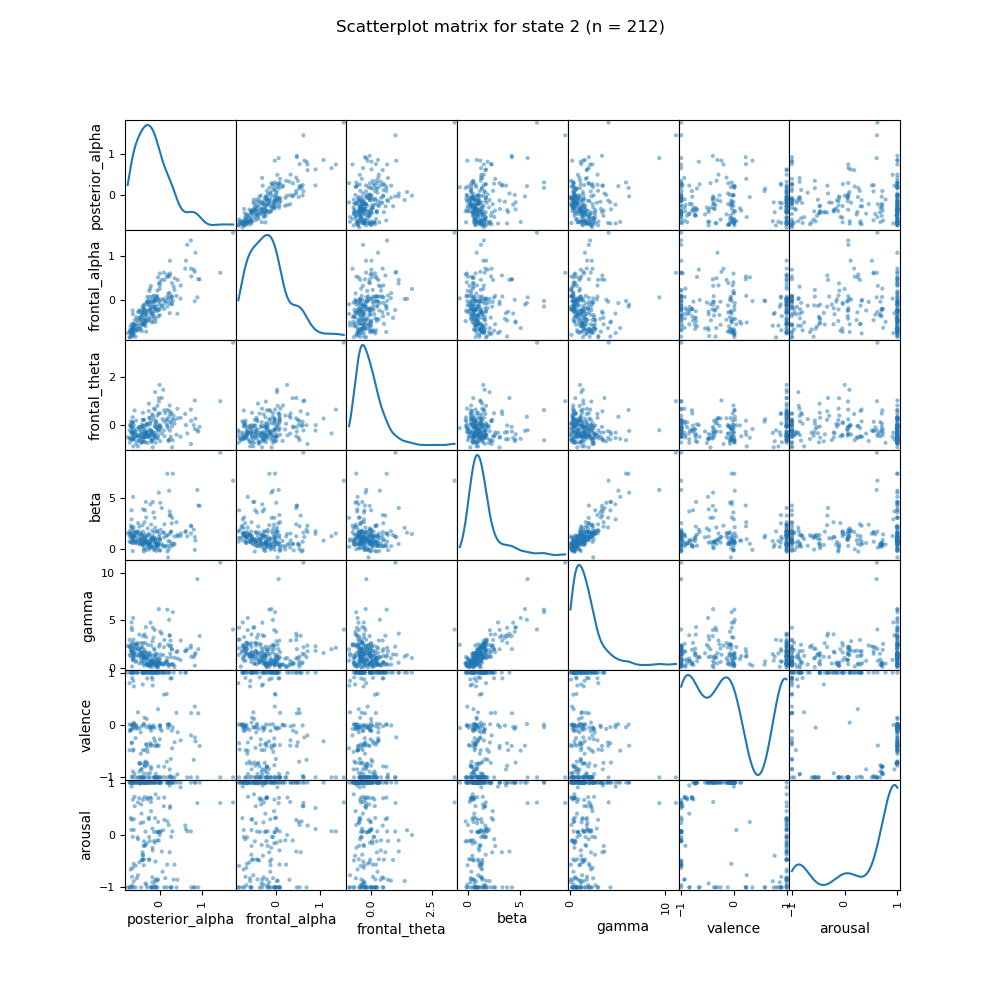 Scatterplot matrix for state 2 (n = 212)
posterior_alpha
1
0
frontal_alpha
1
0
frontal_theta
2
0
beta
5
0
gamma
10
5
0
valence
1
0
−1
arousal
1
0
−1
0 1 0 1 0.0 2.5 0 5 0 10 −1 0 1 −1 0 1
posterior_alpha frontal_alpha frontal_theta beta gamma valence arousal